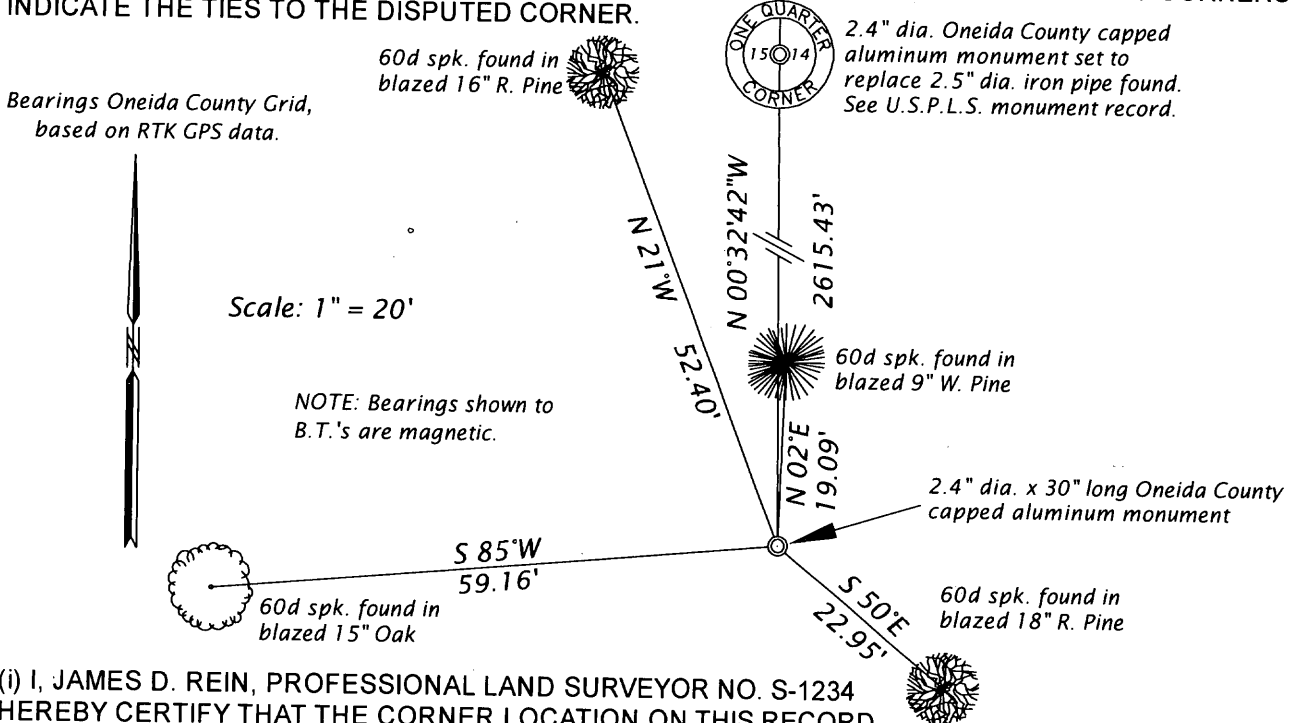 INDICATE THE TIES TO THE DISPUTED CORNER.
CORNERS
60d spk. found in
blazed 16" R. Pine
ONE QUARTER
15 14
CORNER
2.4" dia. Oneida County capped
aluminum monument set to
replace 2.5" dia. iron pipe found.
See U.S.P.L.S. monument record.
Bearings Oneida County Grid,
based on RTK GPS data.
N 21°W
52.40'
N 00°32'42"W
2615.43'
Scale: 1" = 20'
60d spk. found in
blazed 9" W. Pine
NOTE: Bearings shown to
B.T.'s are magnetic.
N 02°E
19.09'
2.4" dia. x 30" long Oneida County
capped aluminum monument
S 85°W
59.16'
60d spk. found in
blazed 15" Oak
S 50°E
22.95'
60d spk. found in
blazed 18" R. Pine
(i) I, JAMES D. REIN, PROFESSIONAL LAND SURVEYOR NO. S-1234
HEREBY CERTIFY THAT THE CORNER LOCATION ON THIS RECORD